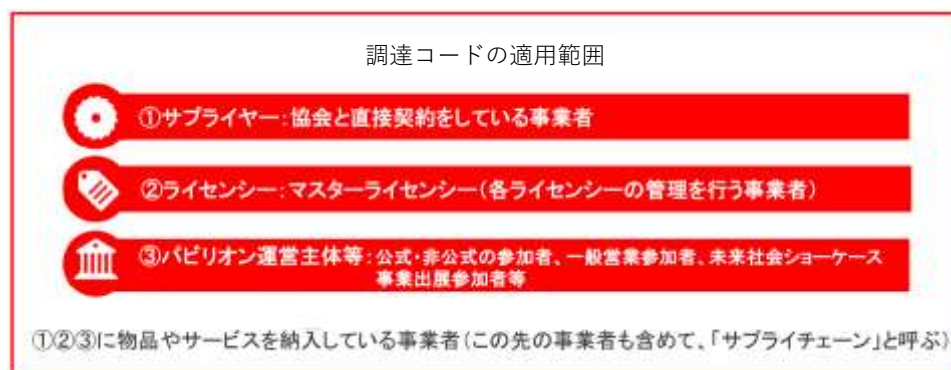 調達コードの適用範囲
①サプライヤー：協会と直接契約をしている事業者
②ライセンシー：マスターライセンシー（各ライセンシーの管理を行う事業者）
③パビリオン運営主体等：公式・非公式の参加者、一般営業参加者、未来社会ショーケース
事業出展参加者等
①②③に物品やサービスを納入している事業者（この先の事業者も含めて、「サプライチェーン」と呼ぶ）